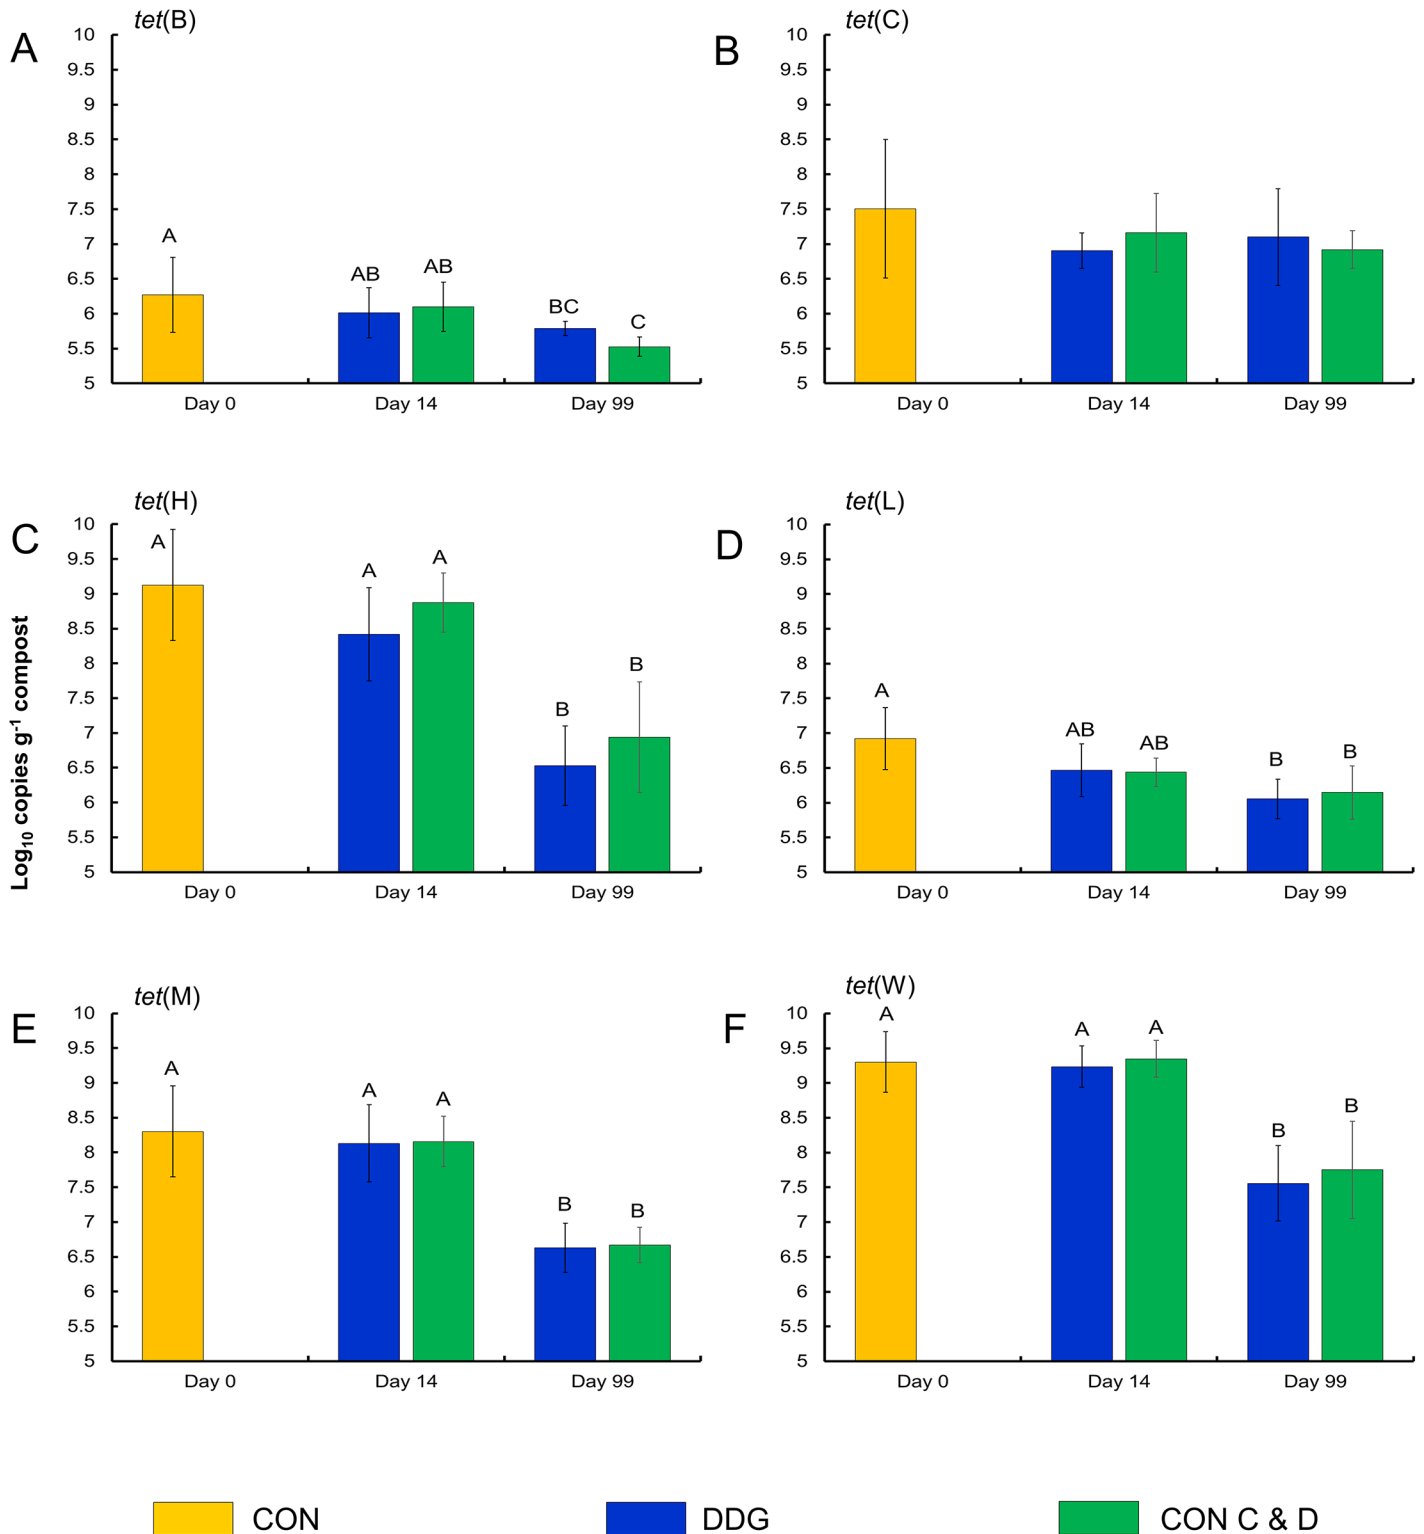 A
tet(B)
10
9.5
9
8.5
8
7.5
7
6.5
6
5.5
5
A
AB
AB
BC
C
Day 0
Day 14
Day 99
B
tet(C)
10
9.5
9
8.5
8
7.5
7
6.5
6
5.5
5
Day 0
Day 14
Day 99
Log10 copies g-1 compost
C
tet(H)
10
9.5
9
8.5
8
7.5
7
6.5
6
5.5
5
A
A
A
B
B
Day 0
Day 14
Day 99
D
tet(L)
10
9.5
9
8.5
8
7.5
7
6.5
6
5.5
5
A
AB
AB
B
B
Day 0
Day 14
Day 99
E
tet(M)
10
9.5
9
8.5
8
7.5
7
6.5
6
5.5
5
A
A
A
B
B
Day 0
Day 14
Day 99
F
tet(W)
10
9.5
9
8.5
8
7.5
7
6.5
6
5.5
5
A
A
A
B
B
Day 0
Day 14
Day 99
CON
DDG
CON C & D